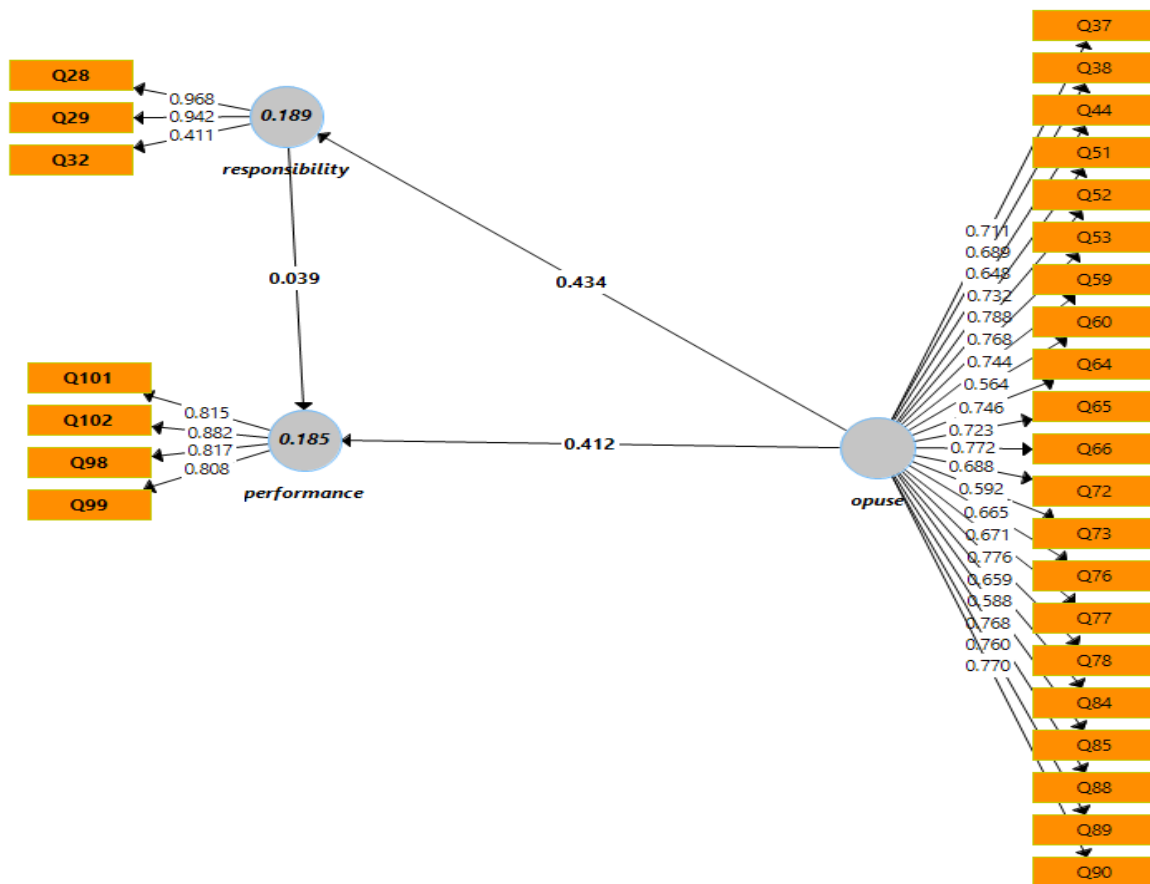 Q28
Q29
Q32
0.968
0.942
0.411
0.189
responsibility
0.039
0.434
Q101
Q102
Q98
Q99
0.815
0.882
0.817
0.808
0.185
performance
0.412
opuse
0.711
0.689
0.648
0.732
0.788
0.768
0.744
0.564
0.746
0.723
0.772
0.688
0.592
0.665
0.671
0.776
0.659
0.588
0.768
0.760
0.770
Q37
Q38
Q44
Q51
Q52
Q53
Q59
Q60
Q64
Q65
Q66
Q72
Q73
Q76
Q77
Q78
Q84
Q85
Q88
Q89
Q90